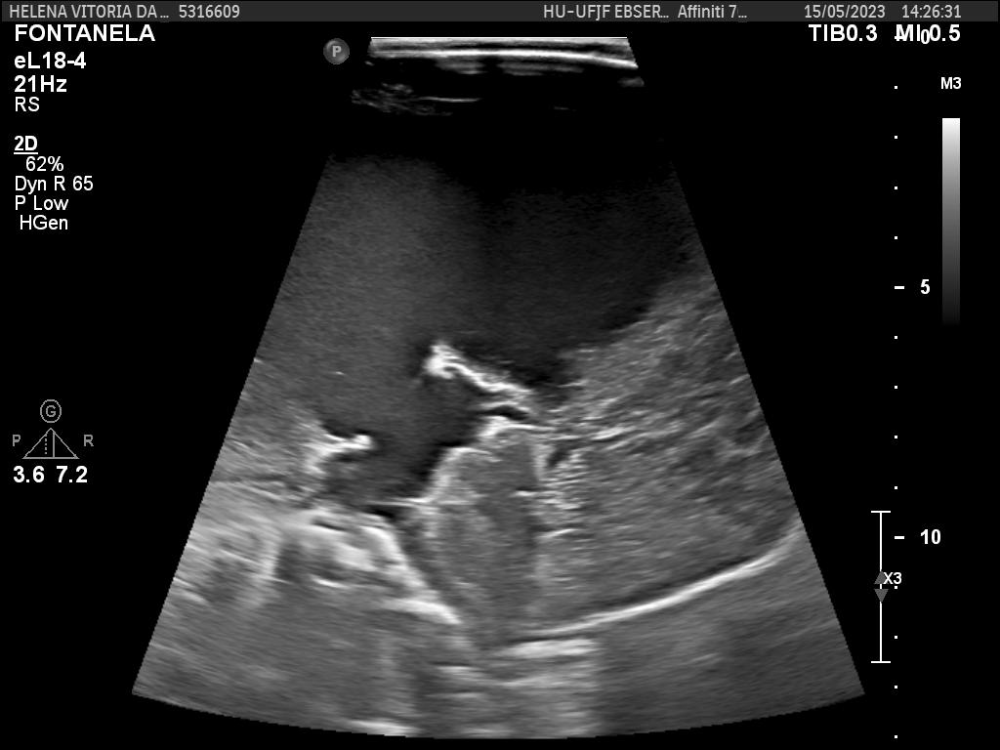 HELENA VITORIA DA... 5316609 HU-UFJF EBSER... Affiniti 7... 15/05/2023 14:26:31
FONTANELA TIB0.3 MI0.5
eL18-4
21Hz
RS
M3
P
2D
62%
Dyn R 65
P Low
HGen
0
5
G
P R
3.6 7.2
10
X3